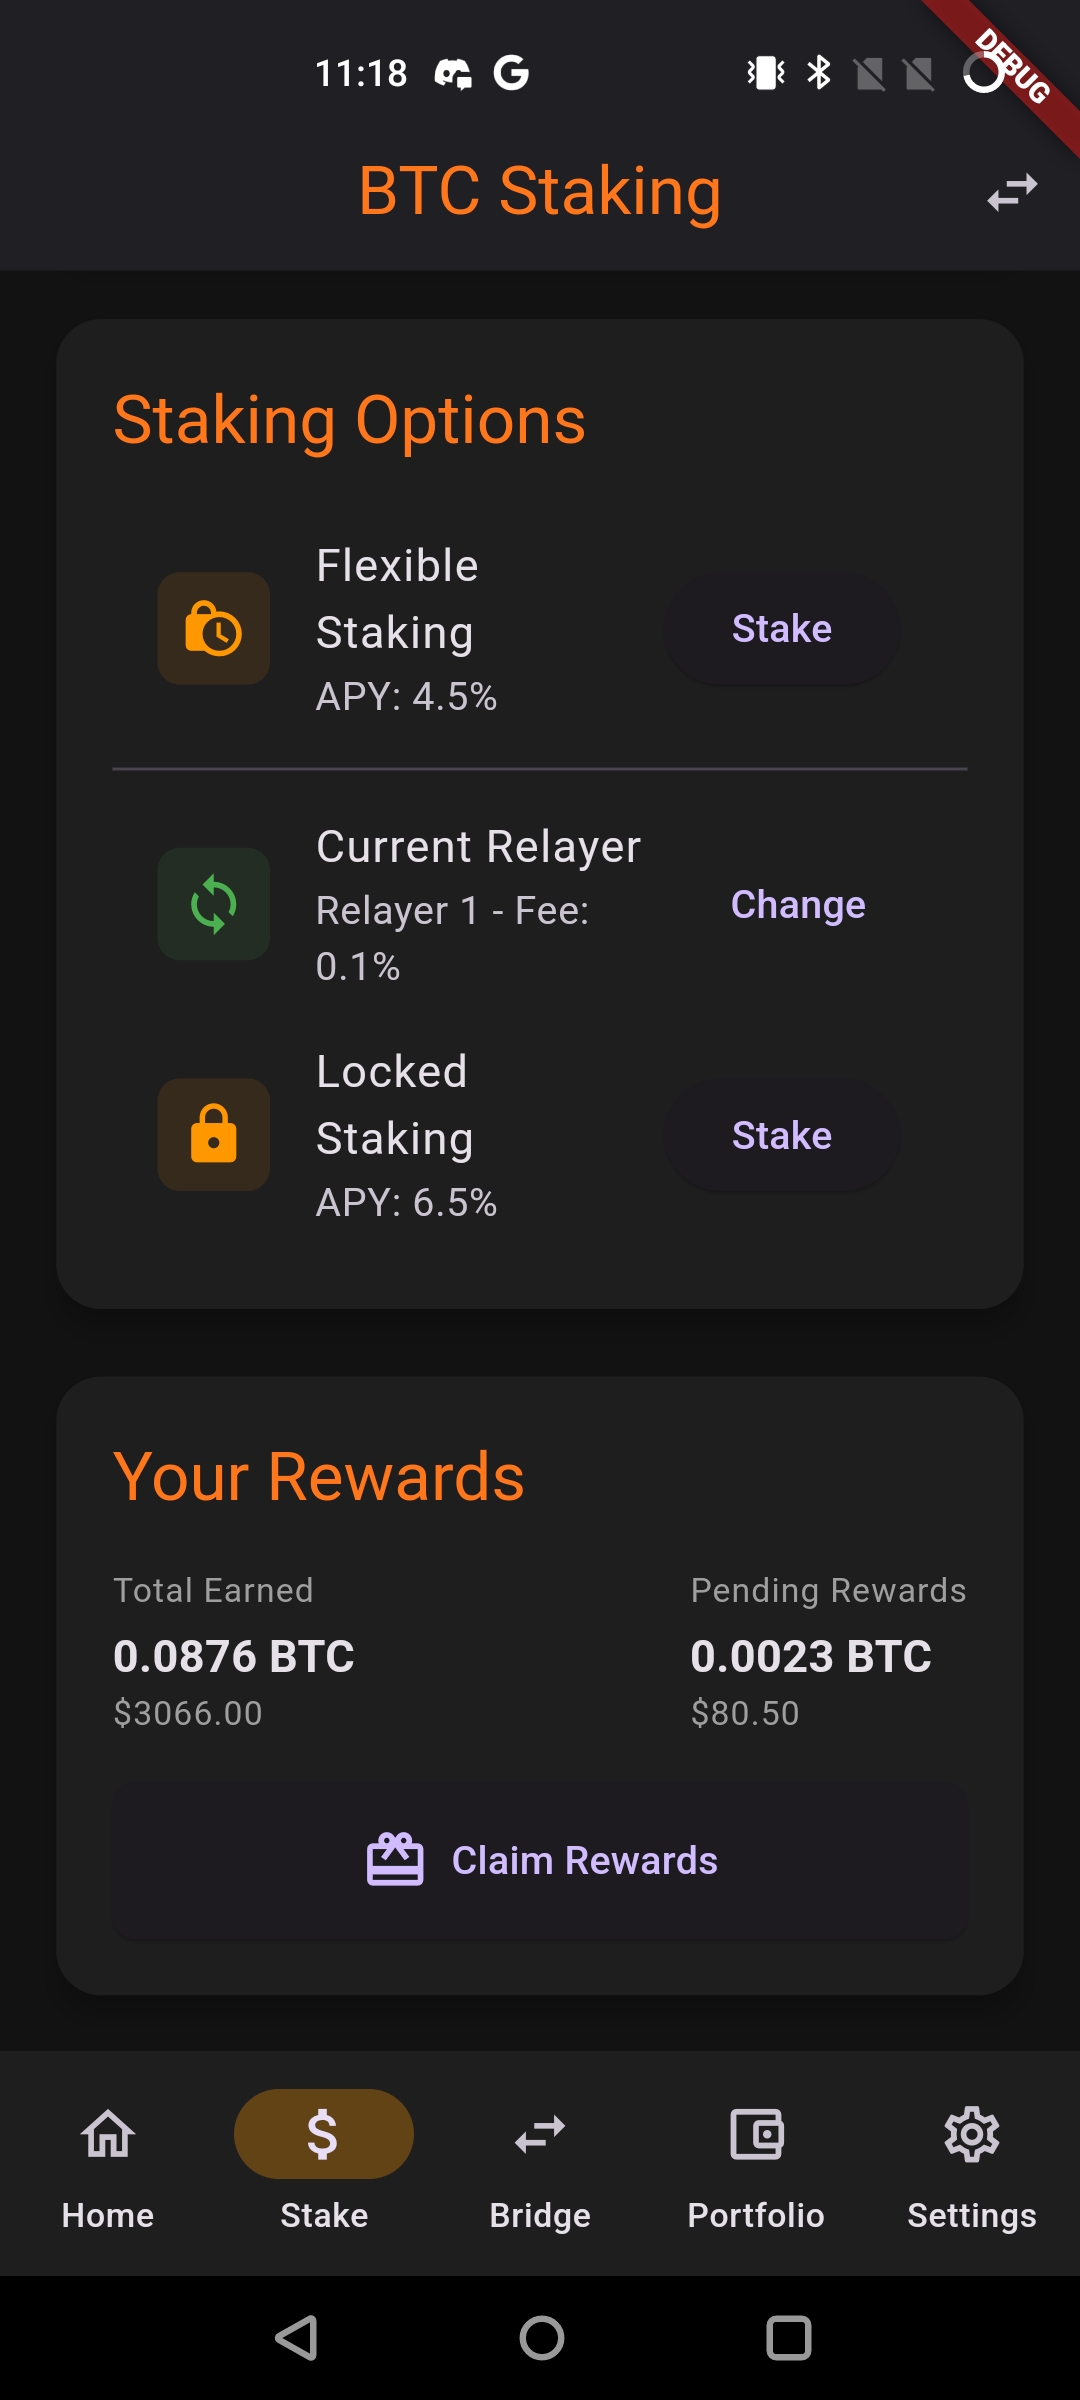 11:18
DEBUG
BTC Staking
Staking Options
Flexible
Staking
APY: 4.5%
Stake
Current Relayer
Relayer 1 - Fee:
0.1%
Change
Locked
Staking
APY: 6.5%
Stake
Your Rewards
Total Earned
0.0876 BTC
$3066.00
Pending Rewards
0.0023 BTC
$80.50
Claim Rewards
Home
Stake
Bridge
Portfolio
Settings